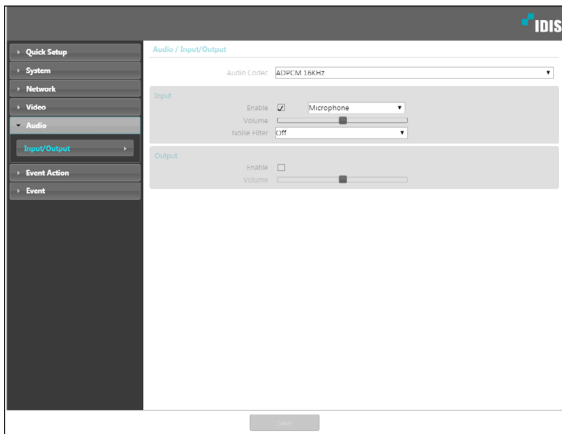 IDIS
Quick Setup
System
Network
Video
Audio
Input/Output
Event Action
Event
Audio / Input/Output
Audio Codec ADPCM 16KHz
Input
Enable Microphone
Volume
Noise Filter Off
Output
Enable
Volume
Save